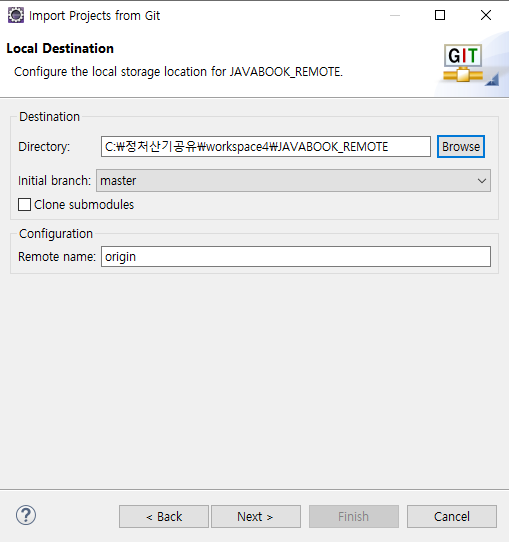 Import Projects from Git
Local Destination
Configure the local storage location for JAVABOOK_REMOTE.
GIT
Destination
Directory: C:₩정처산기공유₩workspace4₩JAVABOOK_REMOTE Browse
Initial branch: master
Clone submodules
Configuration
Remote name: origin
?
< Back Next > Finish Cancel